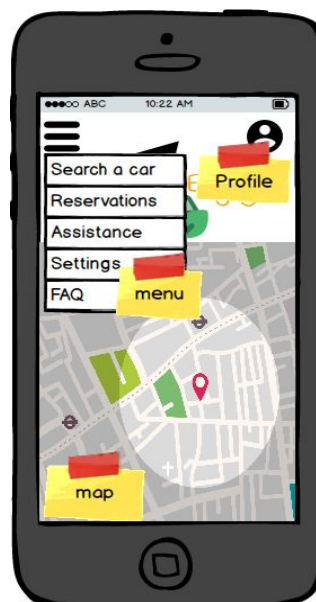 ABC 10:22 AM
Search a car
Profile
Reservations
Assistance
Settings
FAQ
menu
map